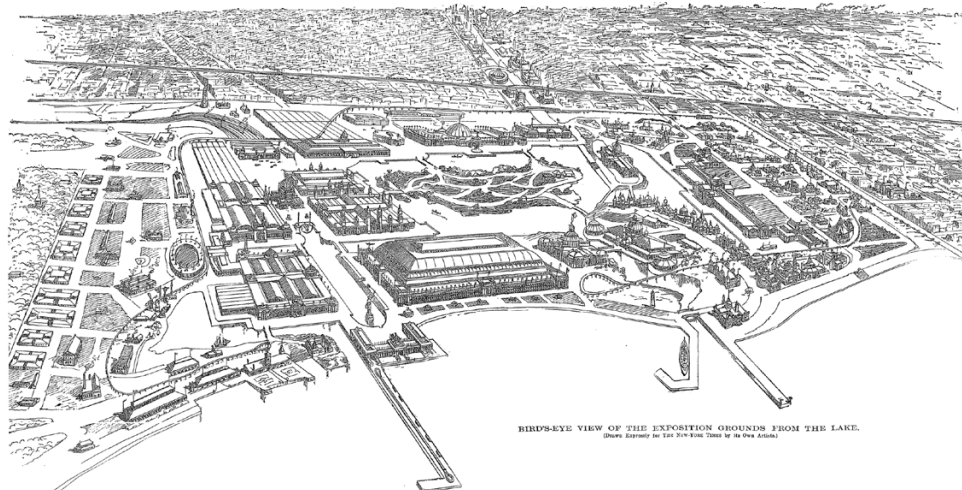 BIRD'S-EYE VIEW OF THE EXPOSITION GROUNDS FROM THE LAKE.
(Drawn Expressly for THE NEW-YORK TIMES by its Own Artists.)